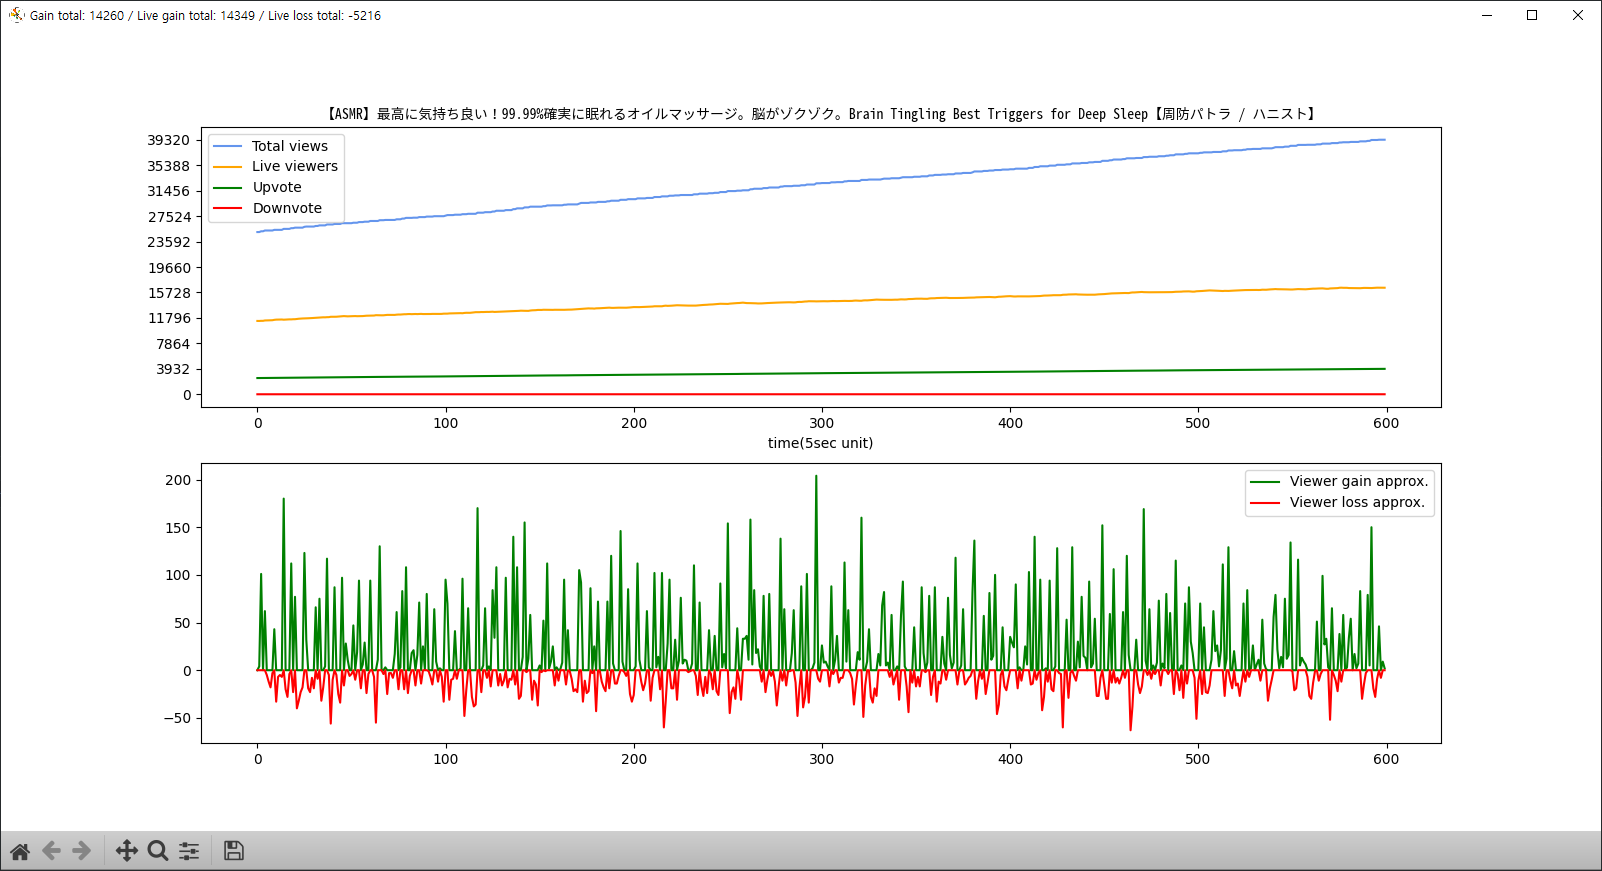 Gain total: 14260 / Live gain total: 14349 / Live loss total: -5216
【ASMR】最高に気持ち良い！99.99%確実に眠れるオイルマッサージ。脳がゾクゾク。Brain Tingling Best Triggers for Deep Sleep【周防パトラ / ハニスト】
39320
35388
31456
27524
23592
19660
15728
11796
7864
3932
0
Total views
Live viewers
Upvote
Downvote
0 100 200 300 400 500 600
time(5sec unit)
200
150
100
50
0
−50
Viewer gain approx.
Viewer loss approx.
0 100 200 300 400 500 600